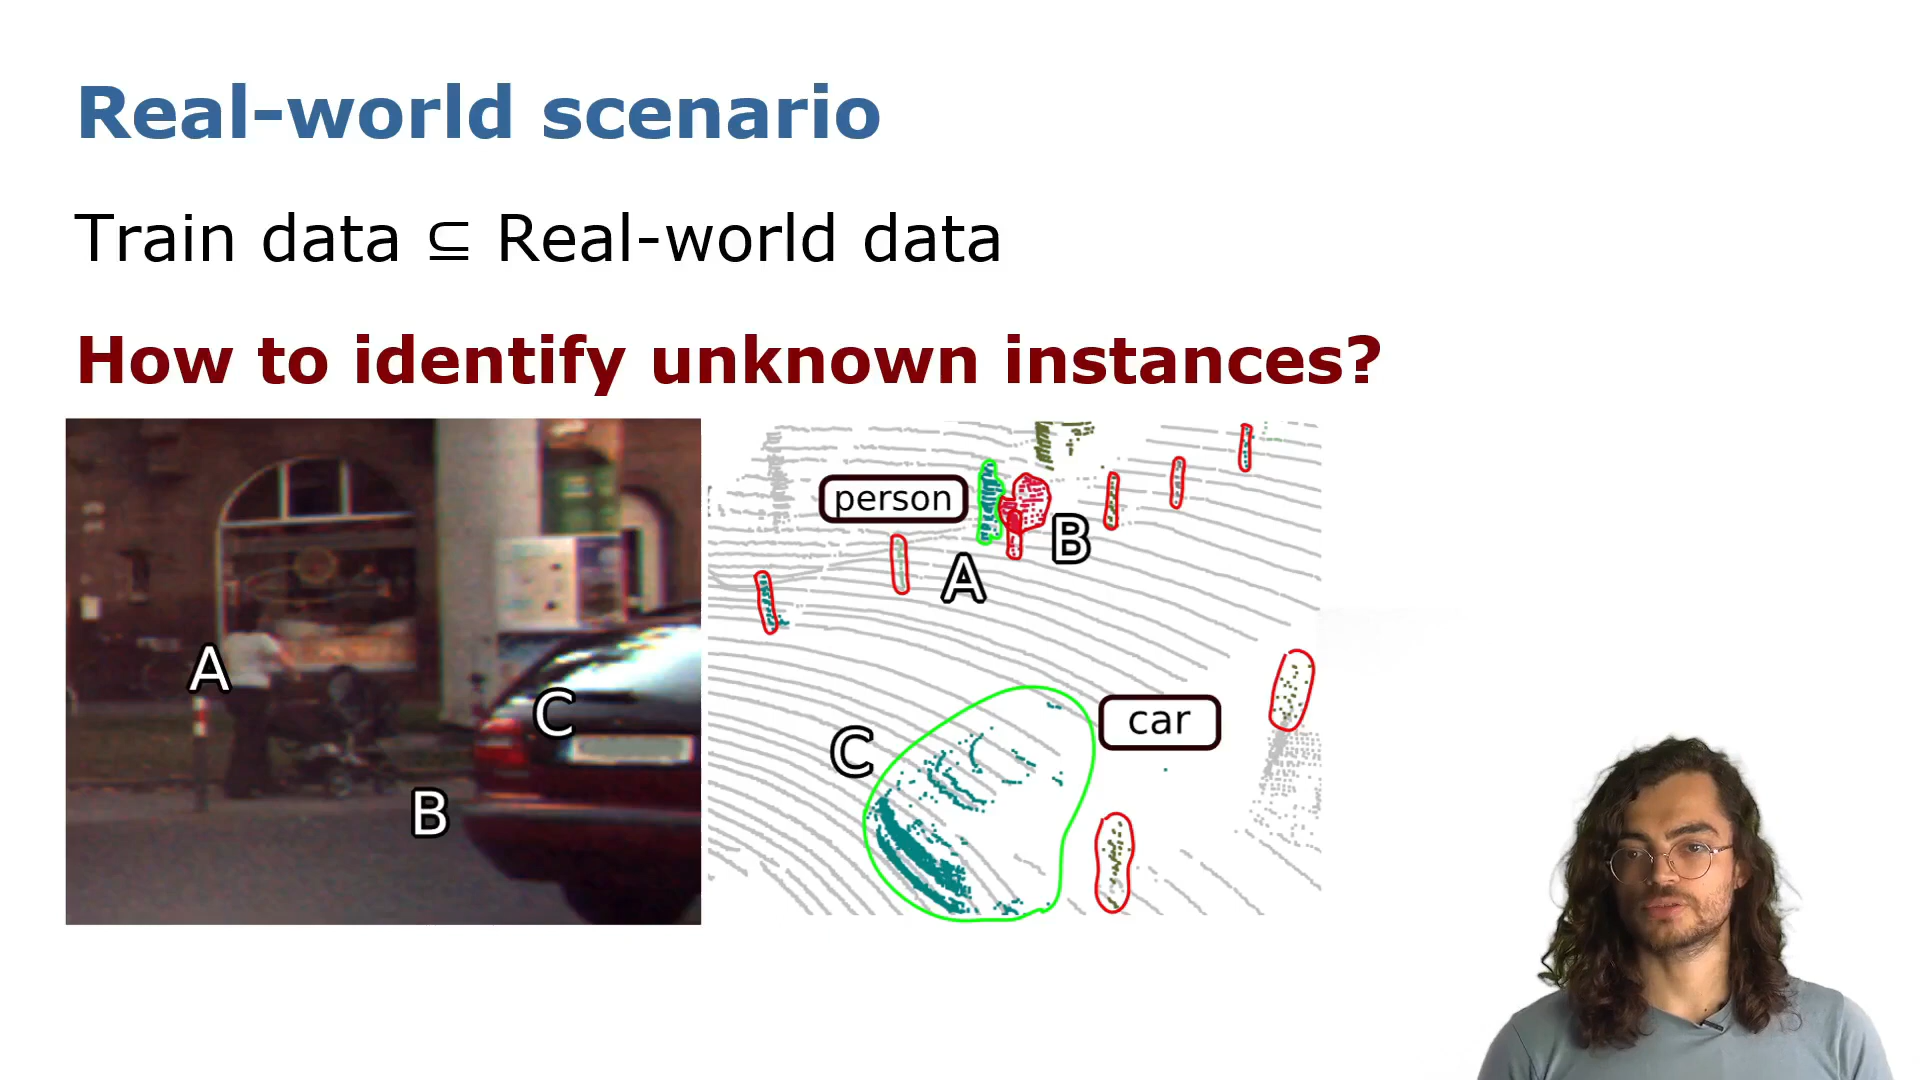 Real-world scenario
Train data ⊆ Real-world data
How to identify unknown instances?
A
B
C
person
A
B
C
car